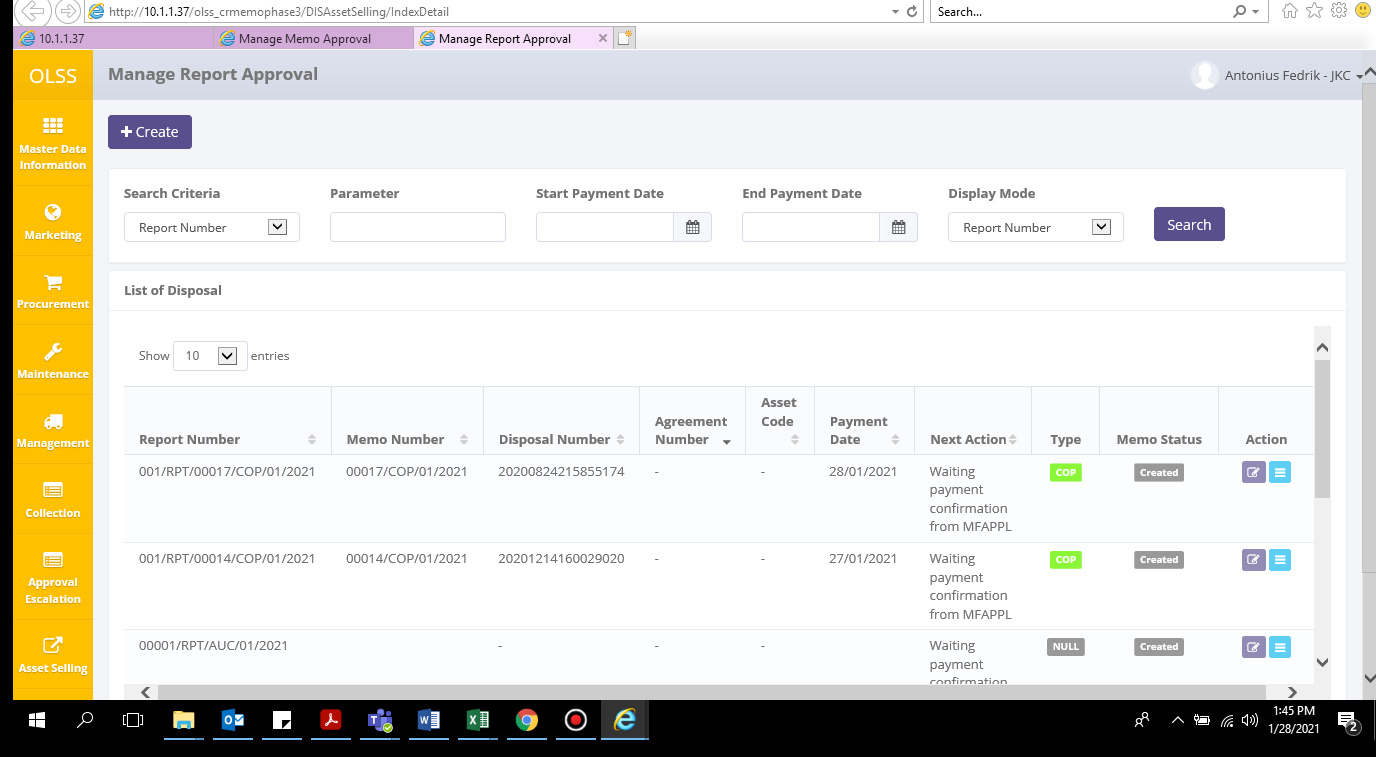 http://10.1.1.37/olss_crmemophase3/DISAssetSelling/IndexDetail
Search...
10.1.1.37
Manage Memo Approval
Manage Report Approval
OLSS
Manage Report Approval
Antonius Fedrik - JKC
Create
Master Data
Information
Marketing
Procurement
Maintenance
Management
Collection
Approval
Escalation
Asset Selling
Search Criteria
Parameter
Start Payment Date
End Payment Date
Display Mode
Report Number
Report Number
Search
List of Disposal
Show 10 entries
Report Number
Memo Number
Disposal Number
Agreement
Number
Asset
Code
Payment
Date
Next Action
Type
Memo Status
Action
001/RPT/00017/COP/01/2021
00017/COP/01/2021
20200824215855174
-
-
28/01/2021
Waiting
payment
confirmation
from MFAPPL
COP
Created
001/RPT/00014/COP/01/2021
00014/COP/01/2021
20201214160029020
-
-
27/01/2021
Waiting
payment
confirmation
from MFAPPL
COP
Created
00001/RPT/AUC/01/2021
-
-
-
Waiting
payment
confirmation
NULL
Created
1:45 PM
1/28/2021
2